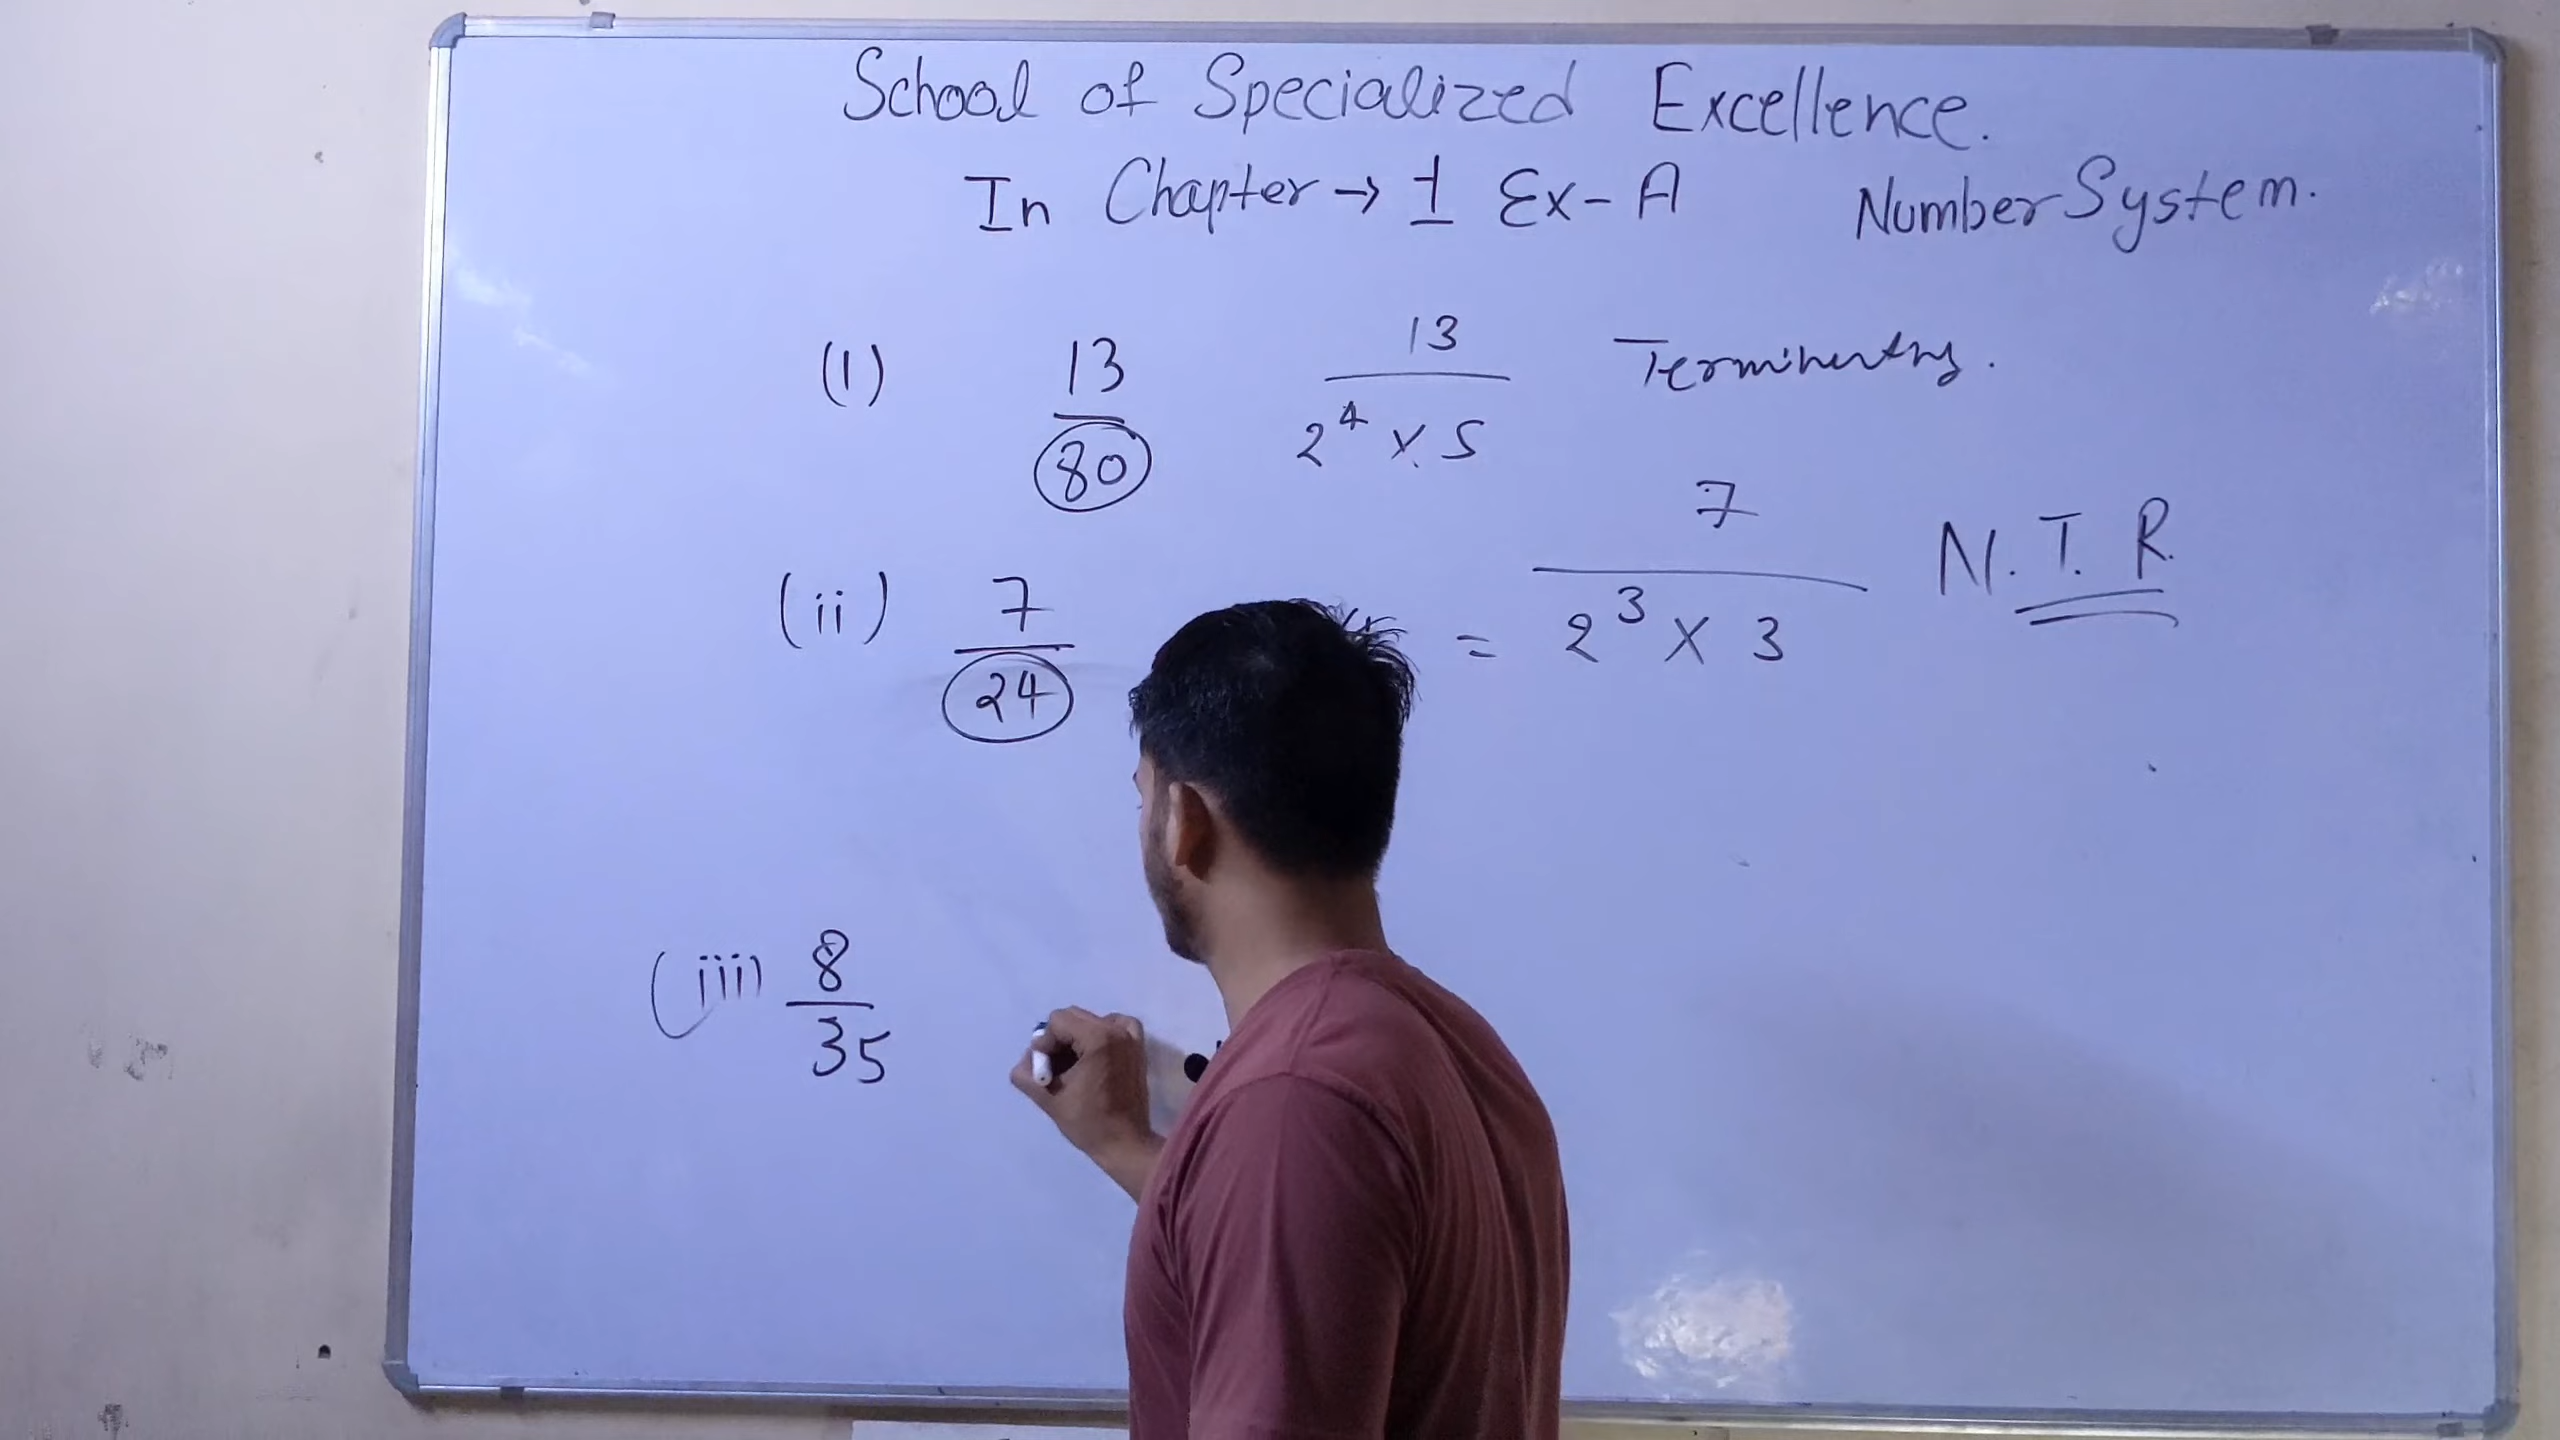 School of Specialized Excellence.
In Chapter → 1 Ex-A Number System.
(1) 13/80 13/2⁴ × 5 Terminating.
(ii) 7/24 = 7/2³ × 3 N.T.R.
(iii) 8/35